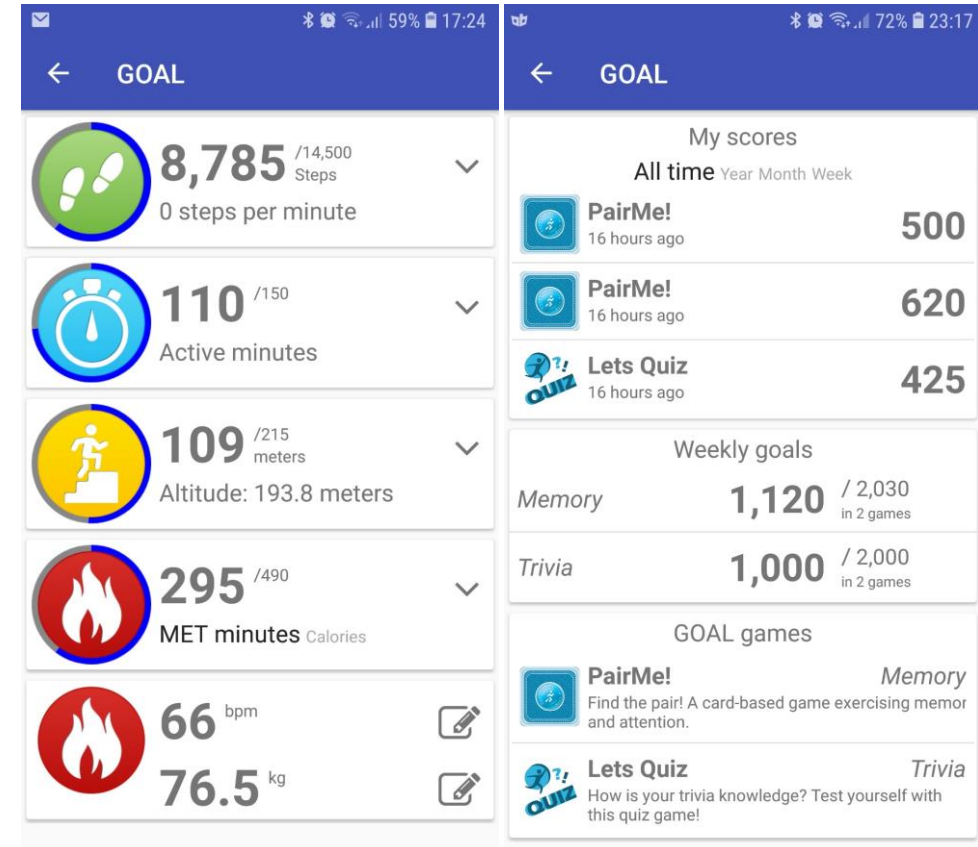 59% 17:24
GOAL
8,785 /14,500
Steps
0 steps per minute
110 /150
Active minutes
109 /215
meters
Altitude: 193.8 meters
295 /490
MET minutes Calories
66 bpm
76.5 kg
72% 23:17
GOAL
My scores
All time Year Month Week
PairMe!
16 hours ago
500
PairMe!
16 hours ago
620
?!
QUIZ
Lets Quiz
16 hours ago
425
Weekly goals
Memory 1,120 / 2,030
in 2 games
Trivia 1,000 / 2,000
in 2 games
GOAL games
PairMe! Memory
Find the pair! A card-based game exercising memor
and attention.
?!
QUIZ
Lets Quiz Trivia
How is your trivia knowledge? Test yourself with
this quiz game!